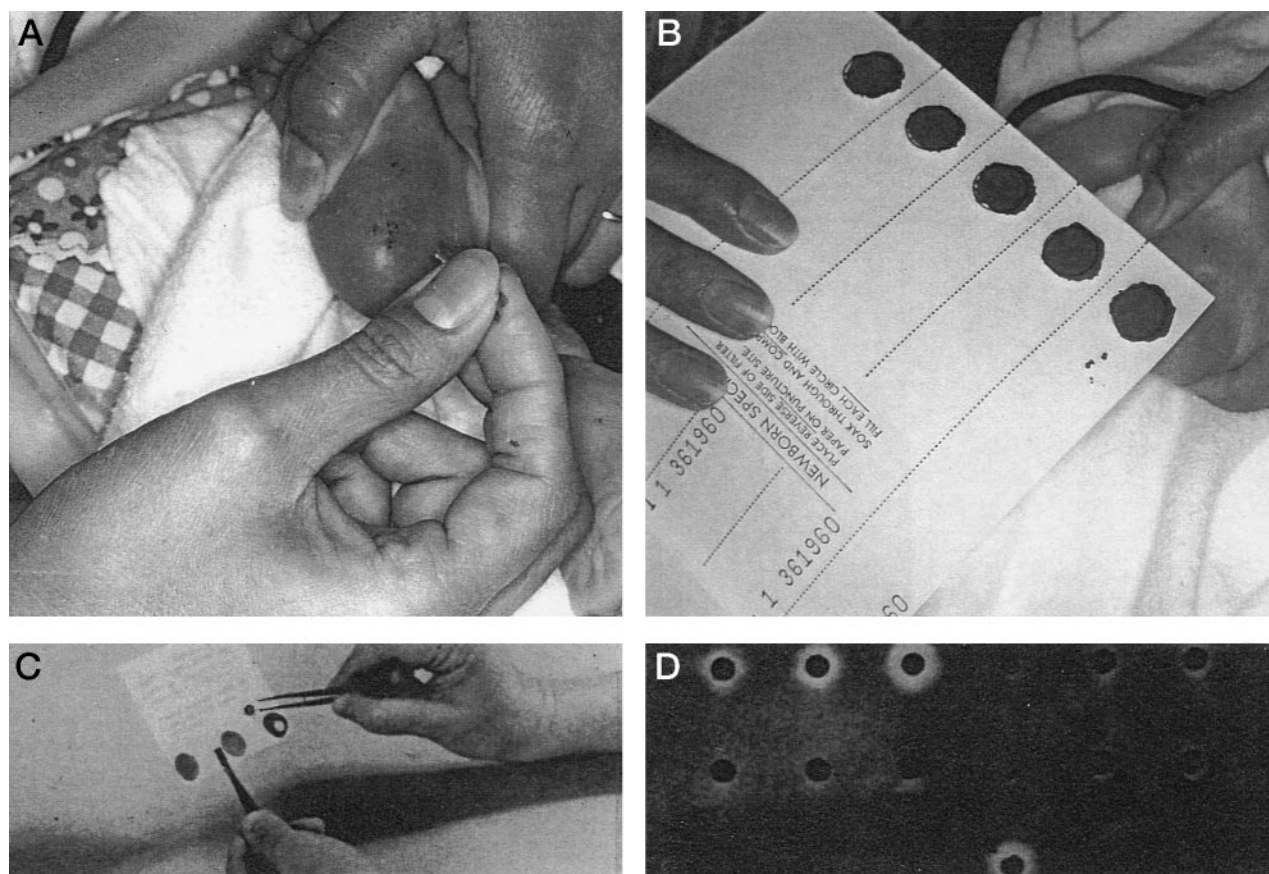 A
B
NEWBORN SPEC
PLACE REVERSE SIDE OF FILTER
PAPER ON PUNCTURE SITE.
SOAK THROUGH AND COMP
FILL EACH CIRCLE WITH BLO
1 1 361960
1 361960
60
C
D